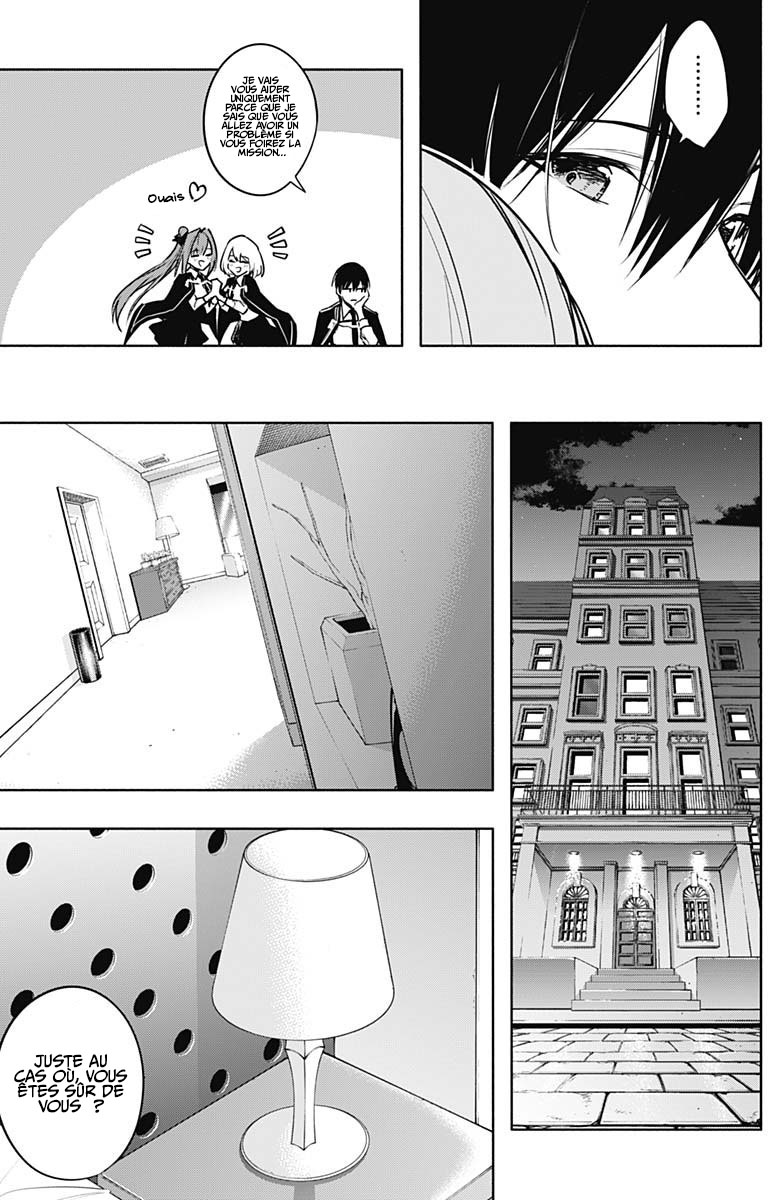 .........
JE VAIS
VOUS AIDER
UNIQUEMENT
PARCE QUE JE
SAIS QUE VOUS
ALLEZ AVOIR UN
PROBLÈME SI
VOUS FOIREZ LA
MISSION...
Ouais ♡
JUSTE AU
CAS OÙ, VOUS
ÊTES SÛR DE
VOUS ?